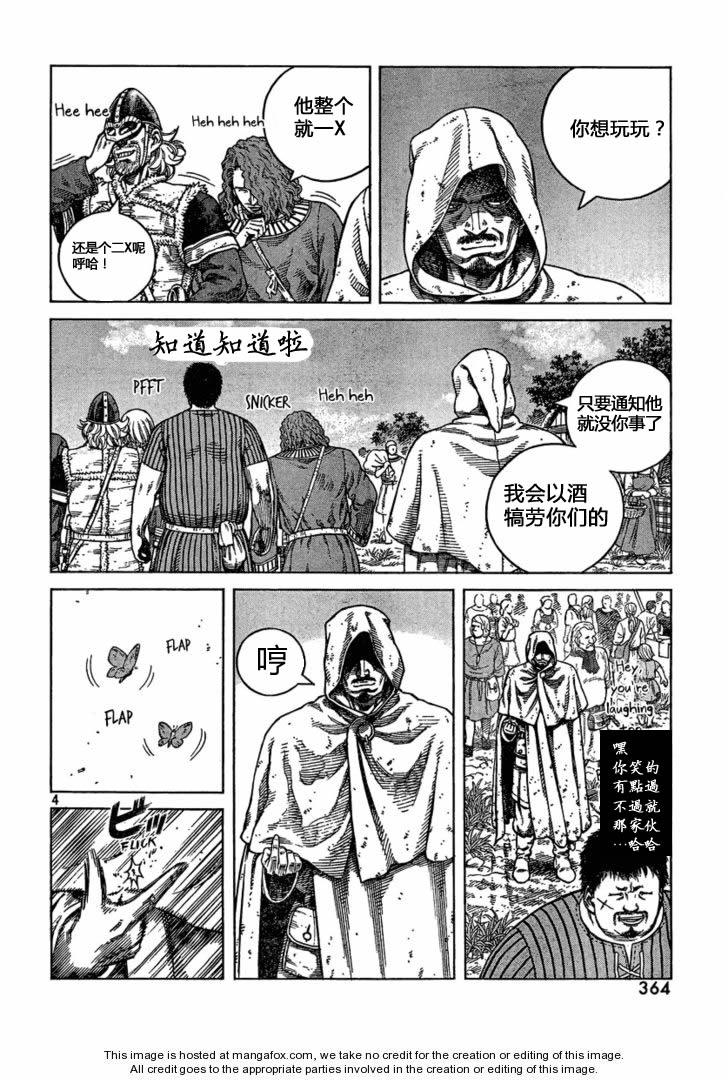 你想玩玩？
他整个
就一X
Heh heh heh
Hee hee
还是个二X呢
呼哈！
只要通知他
就没你事了
我会以酒
犒劳你们的
知道知道啦
Heh heh
SNICKER
PFFT
Hey,
you're
laughing
嘿
你笑的
有點過
不過就
那家伙
…哈哈
哼
FLAP
FLAP
4
ビッ
FLICK
364
This image is hosted at mangafox.com, we take no credit for the creation or editing of this image.
All credit goes to the appropriate parties involved in the creation or editing of this image.